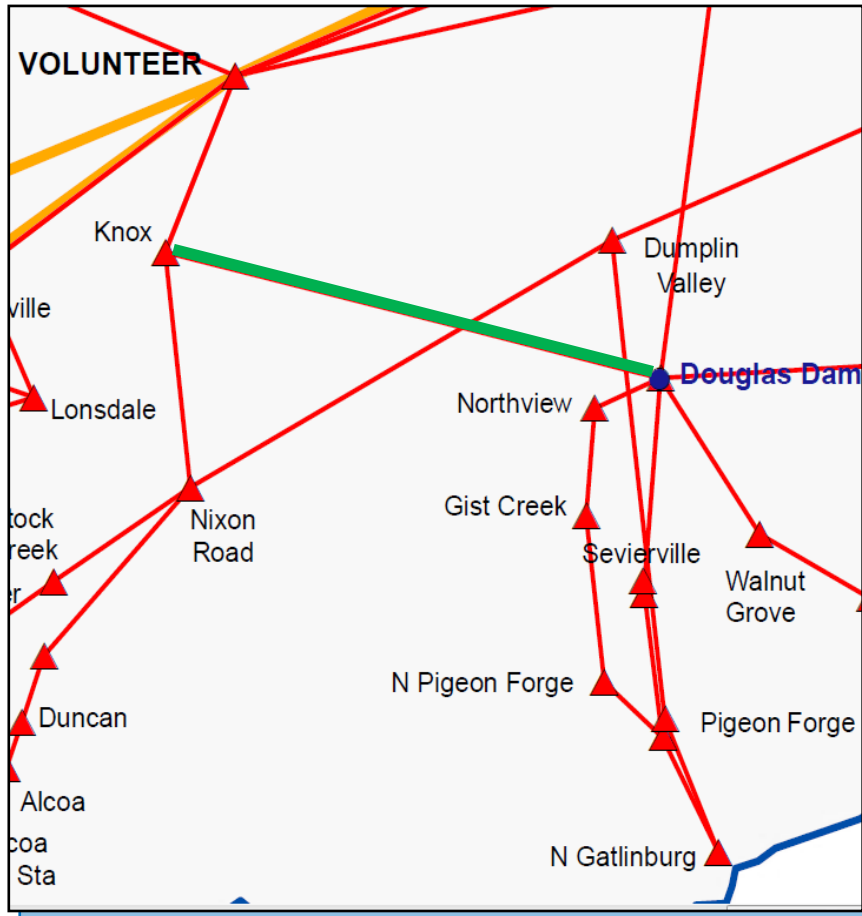 VOLUNTEER
Knox
Dumplin
Valley
ville
Douglas Dam
Lonsdale
Northview
Gist Creek
Nixon
Road
tock
reek
er
Sevierville
Walnut
Grove
N Pigeon Forge
Duncan
Pigeon Forge
Alcoa
coa
Sta
N Gatlinburg